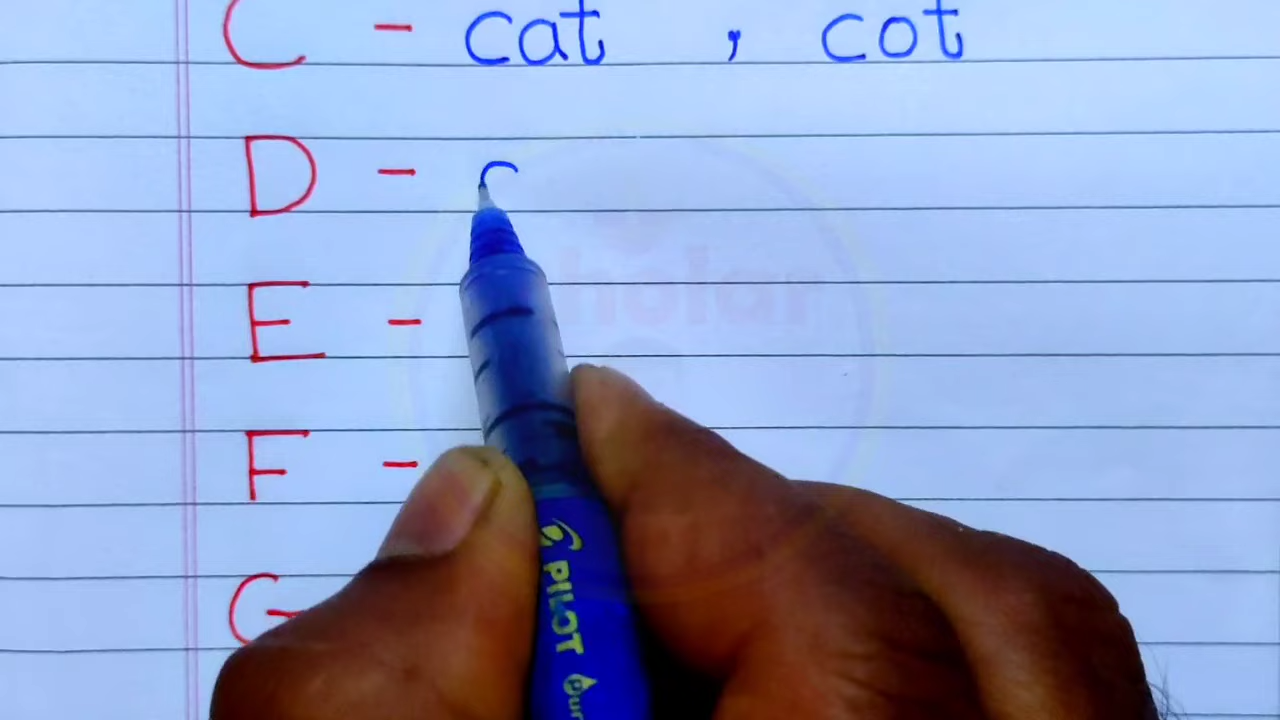 C - cat , cot
D -
E -
F -
G
PILOT